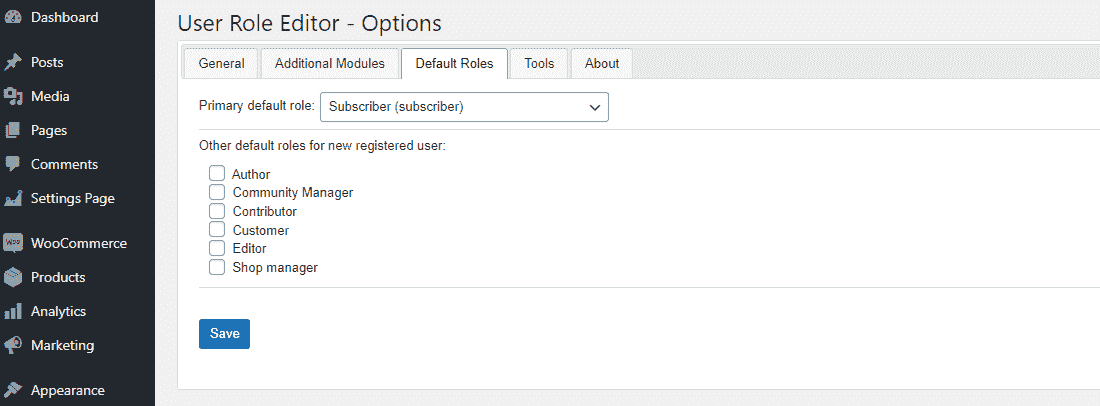 Dashboard
Posts
Media
Pages
Comments
Settings Page
Woo WooCommerce
Products
Analytics
Marketing
Appearance
User Role Editor - Options
General Additional Modules Default Roles Tools About
Primary default role: Subscriber (subscriber)
Other default roles for new registered user:
Author
Community Manager
Contributor
Customer
Editor
Shop manager
Save